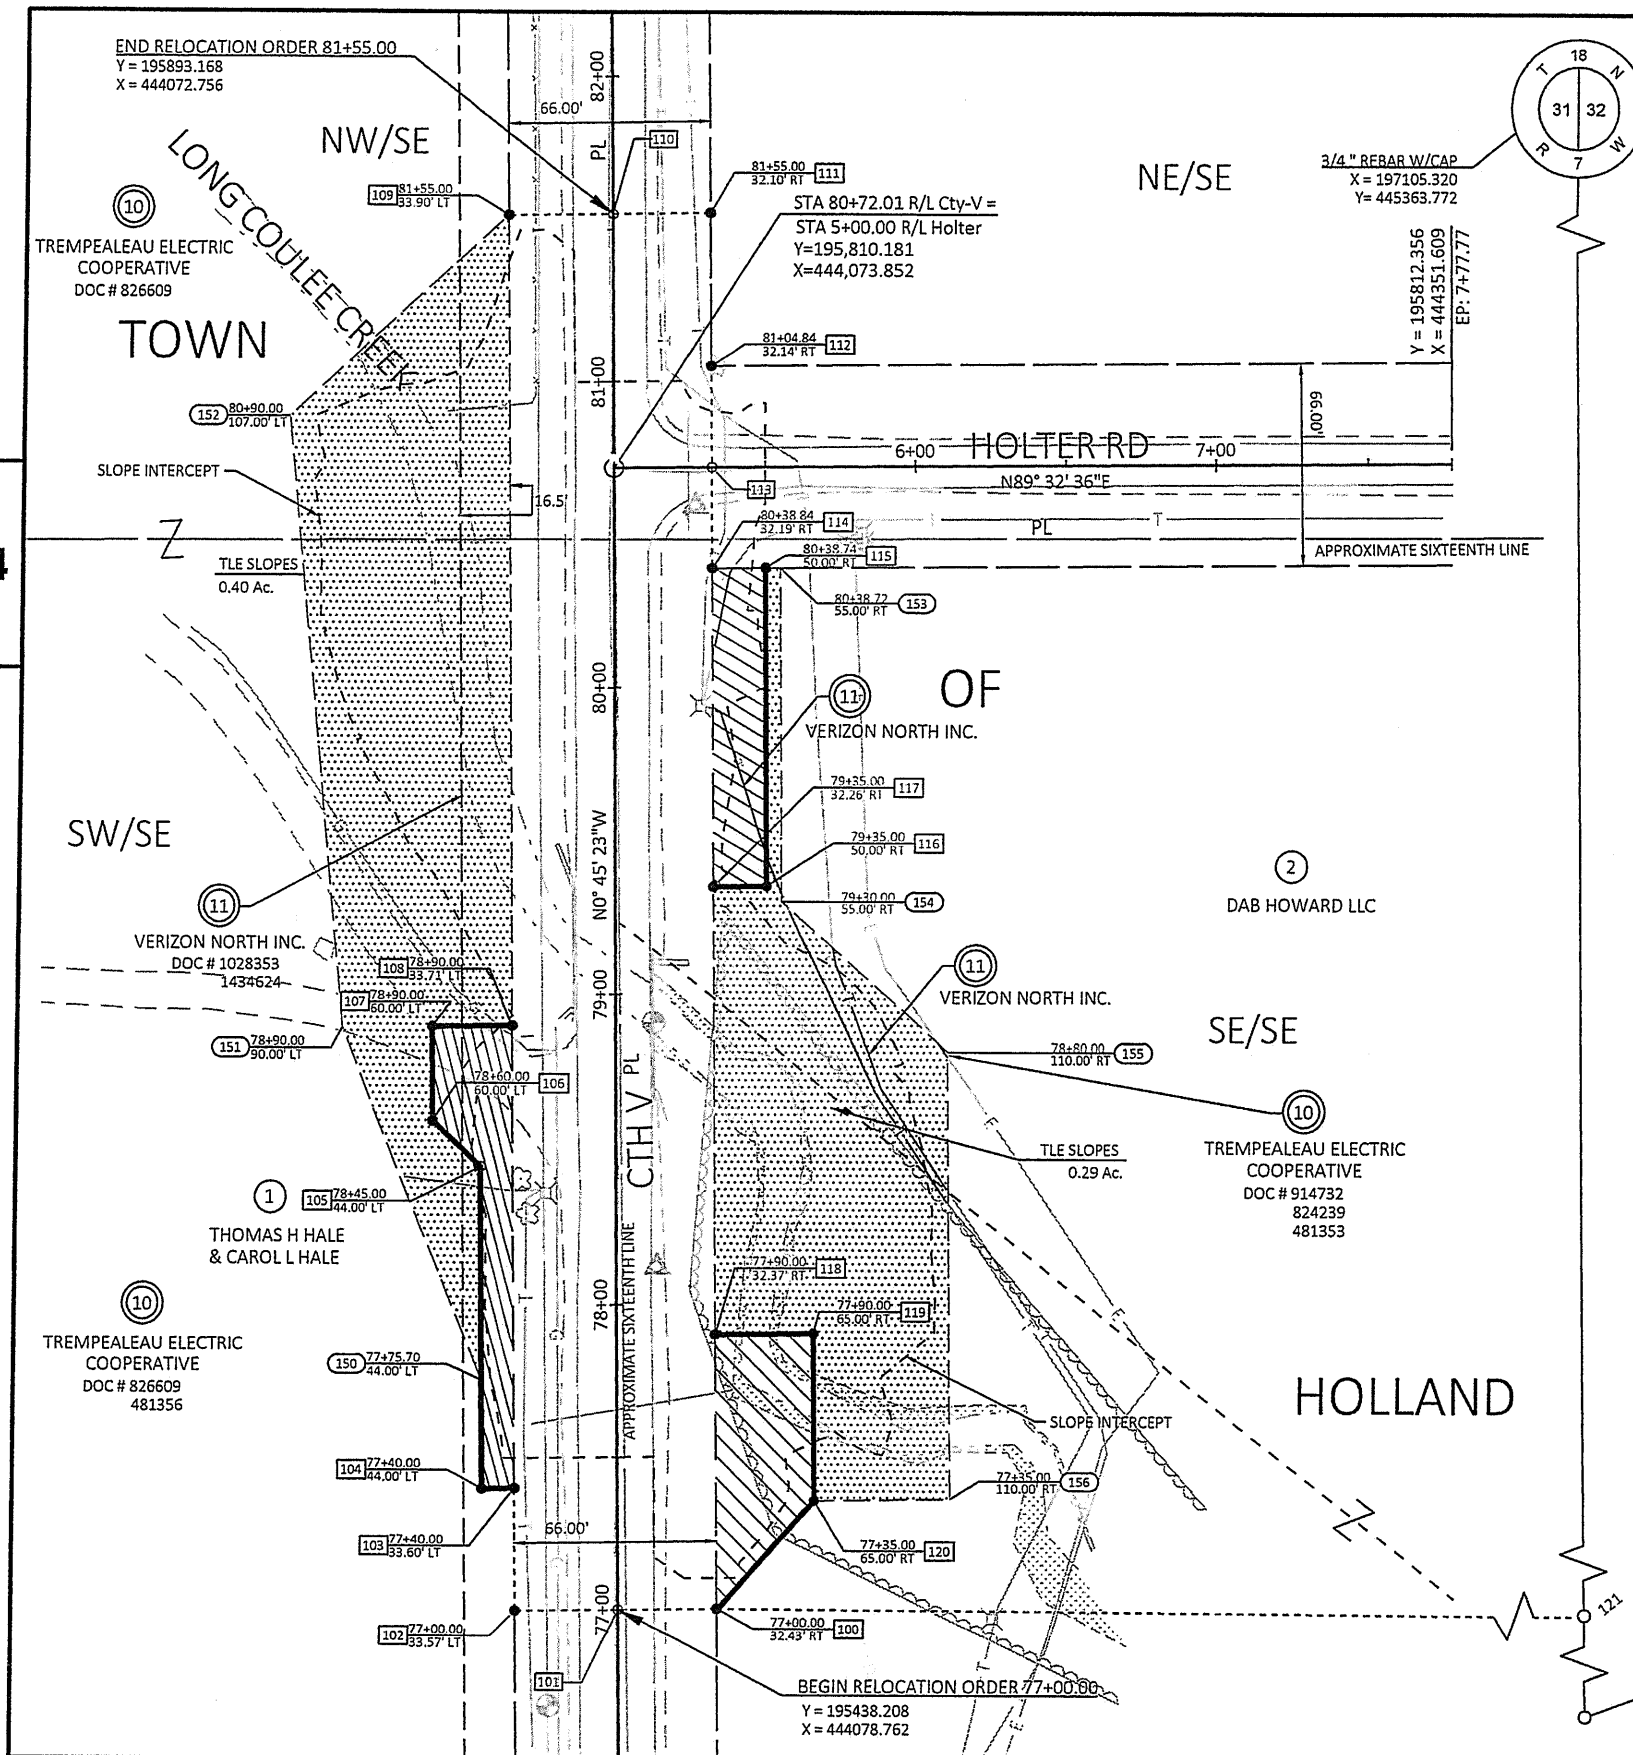 END RELOCATION ORDER 81+55.00
Y = 195893.168
X = 444072.756
82+00
66.00'
PL
110
NW/SE
LONG COULEE CREEK
109
81+55.00
33.90' LT
81+55.00
32.10' RT
111
STA 80+72.01 R/L Cty-V =
STA 5+00.00 R/L Holter
Y=195,810.181
X=444,073.852
NE/SE
18
T
N
31
32
R
W
7
3/4 " REBAR W/CAP
X = 197105.320
Y= 445363.772
Y = 195812.356
X = 444351.609
EP: 7+77.77
10
TREMPEALEAU ELECTRIC
COOPERATIVE
DOC # 826609
TOWN
81+04.84
32.14' RT
112
81+00
152
80+90.00
107.00' LT
66.00'
SLOPE INTERCEPT
6+00
HOLTER RD
7+00
N89° 32' 36"E
113
16.5'
Z
80+38.84
32.19' RT
114
PL
T
APPROXIMATE SIXTEENTH LINE
80+38.74
50.00' RT
115
TLE SLOPES
0.40 Ac.
80+38.72
55.00' RT
153
80+00
OF
11
VERIZON NORTH INC.
79+35.00
32.26' RT
117
SW/SE
N0° 45' 23"W
79+35.00
50.00' RT
116
2
DAB HOWARD LLC
79+30.00
55.00' RT
154
11
VERIZON NORTH INC.
DOC # 1028353
1434624
108
78+90.00
33.71' LT
107
78+90.00
60.00' LT
79+00
11
VERIZON NORTH INC.
SE/SE
151
78+90.00
90.00' LT
78+80.00
110.00' RT
155
PL
78+60.00
60.00' LT
106
10
TREMPEALEAU ELECTRIC
COOPERATIVE
DOC # 914732
824239
481353
CTH V
TLE SLOPES
0.29 Ac.
E
1
THOMAS H HALE
& CAROL L HALE
105
78+45.00
44.00' LT
APPROXIMATE SIXTEENTH LINE
T
78+00
77+90.00
32.37' RT
118
77+90.00
65.00' RT
119
E
T
10
TREMPEALEAU ELECTRIC
COOPERATIVE
DOC # 826609
481356
150
77+75.70
44.00' LT
HOLLAND
SLOPE INTERCEPT
104
77+40.00
44.00' LT
77+35.00
110.00' RT
156
103
77+40.00
33.60' LT
66.00'
77+35.00
65.00' RT
120
Z
77+00
102
77+00.00
33.57' LT
77+00.00
32.43' RT
100
121
101
BEGIN RELOCATION ORDER 77+00.00
Y = 195438.208
X = 444078.762
T
E